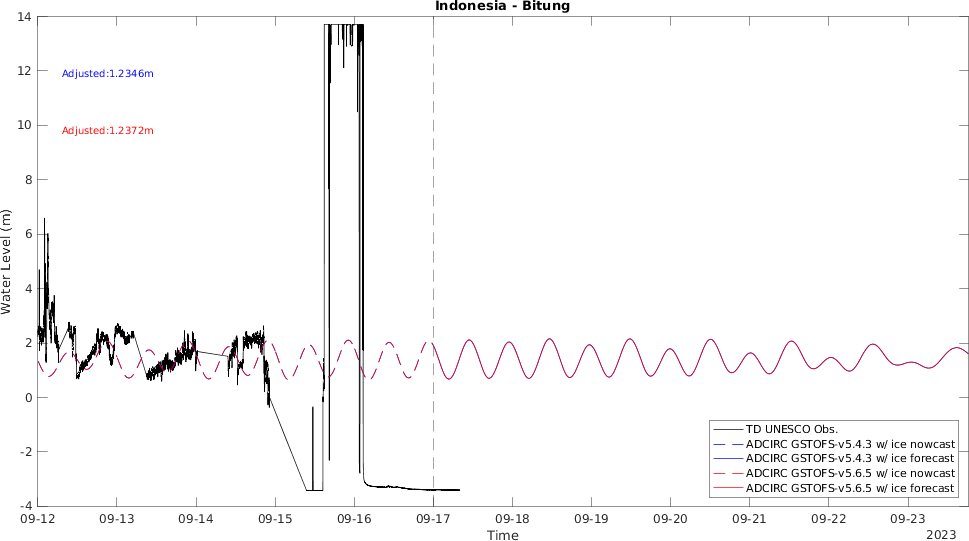 Indonesia - Bitung
14
12
10
8
6
4
2
0
-2
-4
Water Level (m)
Adjusted:1.2346m
Adjusted:1.2372m
TD UNESCO Obs.
ADCIRC GSTOFS-v5.4.3 w/ ice nowcast
ADCIRC GSTOFS-v5.4.3 w/ ice forecast
ADCIRC GSTOFS-v5.6.5 w/ ice nowcast
ADCIRC GSTOFS-v5.6.5 w/ ice forecast
09-12 09-13 09-14 09-15 09-16 09-17 09-18 09-19 09-20 09-21 09-22 09-23
Time
2023